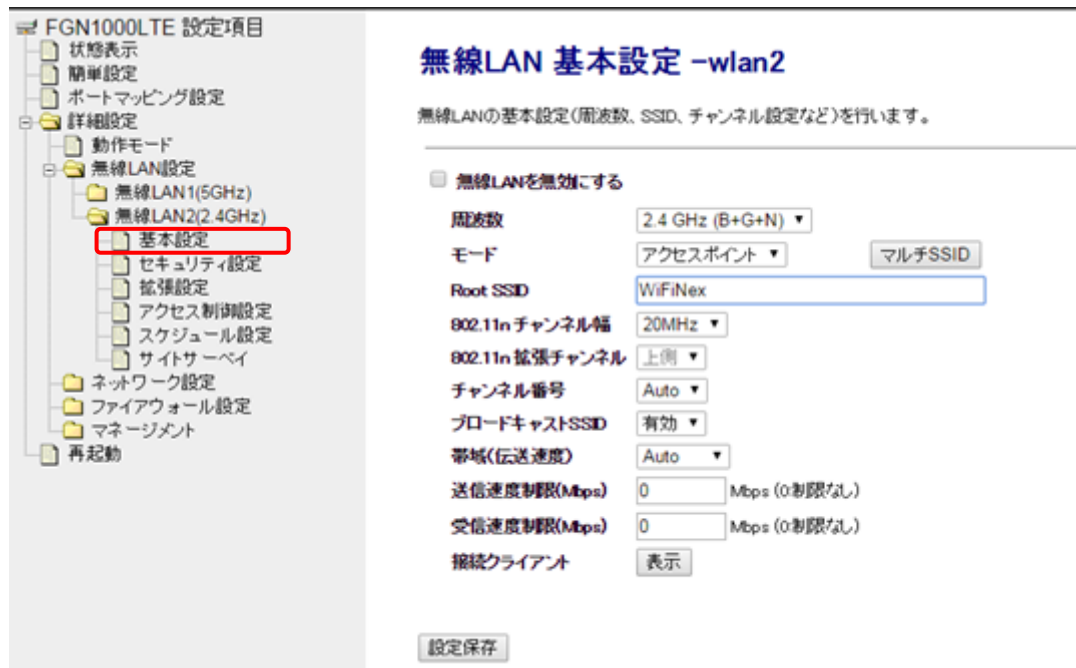 FGN1000LTE 設定項目
状態表示
簡単設定
ポートマッピング設定
詳細設定
動作モード
無線LAN設定
無線LAN1(5GHz)
無線LAN2(2.4GHz)
基本設定
セキュリティ設定
拡張設定
アクセス制御設定
スケジュール設定
サイトサーベイ
ネットワーク設定
ファイアウォール設定
マネージメント
再起動
無線LAN 基本設定 -wlan2
無線LANの基本設定(周波数、SSID、チャンネル設定など)を行います。
無線LANを無効にする
周波数 2.4 GHz (B+G+N)
モード アクセスポイント マルチSSID
Root SSID WiFiNex
802.11n チャンネル幅 20MHz
802.11n 拡張チャンネル 上側
チャンネル番号 Auto
ブロードキャストSSID 有効
帯域(伝送速度) Auto
送信速度制限(Mbps) 0 Mbps (0:制限なし)
受信速度制限(Mbps) 0 Mbps (0:制限なし)
接続クライアント 表示
設定保存